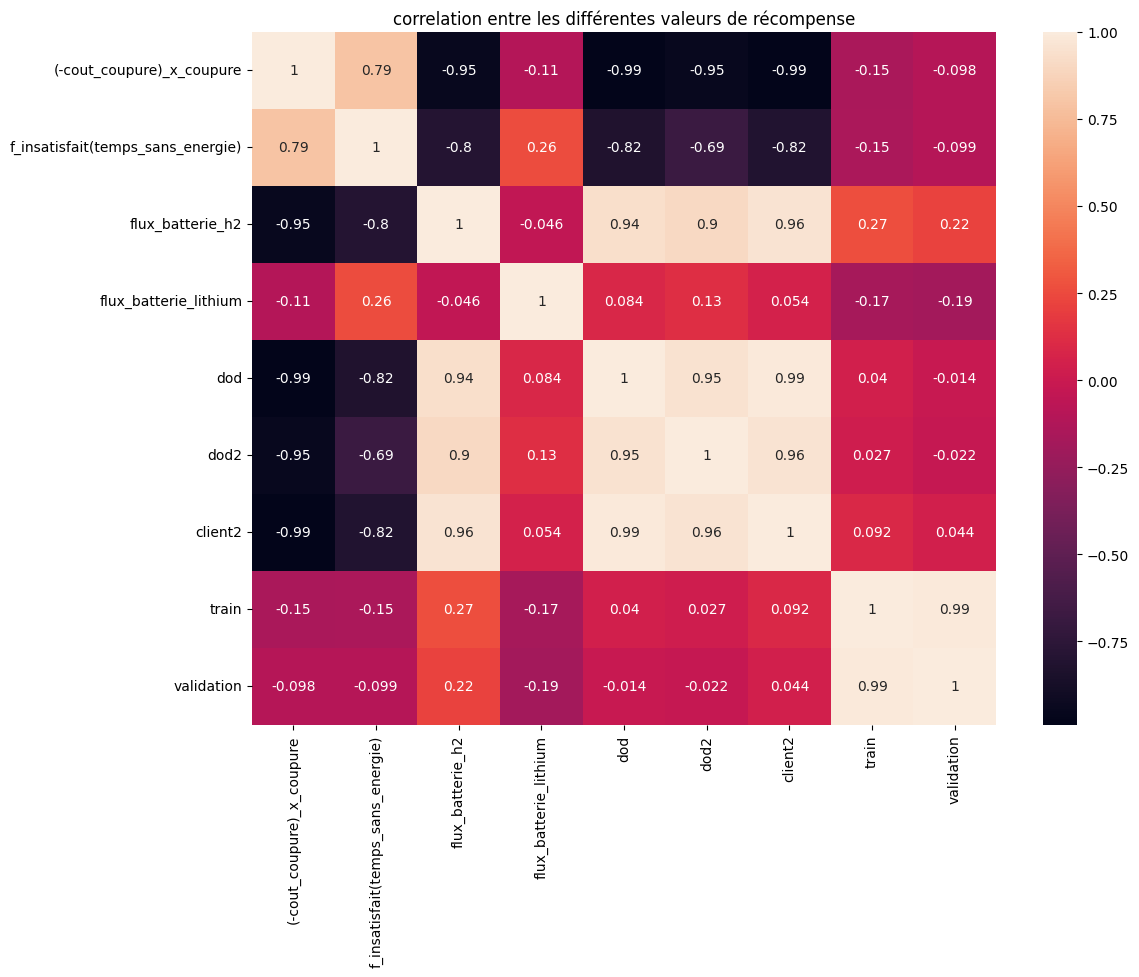 correlation entre les différentes valeurs de récompense
(-cout_coupure)_x_coupure 1 0.79 -0.95 -0.11 -0.99 -0.95 -0.99 -0.15 -0.098
f_insatisfait(temps_sans_energie) 0.79 1 -0.8 0.26 -0.82 -0.69 -0.82 -0.15 -0.099
flux_batterie_h2 -0.95 -0.8 1 -0.046 0.94 0.9 0.96 0.27 0.22
flux_batterie_lithium -0.11 0.26 -0.046 1 0.084 0.13 0.054 -0.17 -0.19
dod -0.99 -0.82 0.94 0.084 1 0.95 0.99 0.04 -0.014
dod2 -0.95 -0.69 0.9 0.13 0.95 1 0.96 0.027 -0.022
client2 -0.99 -0.82 0.96 0.054 0.99 0.96 1 0.092 0.044
train -0.15 -0.15 0.27 -0.17 0.04 0.027 0.092 1 0.99
validation -0.098 -0.099 0.22 -0.19 -0.014 -0.022 0.044 0.99 1
(-cout_coupure)_x_coupure
f_insatisfait(temps_sans_energie)
flux_batterie_h2
flux_batterie_lithium
dod
dod2
client2
train
validation
1.00
0.75
0.50
0.25
0.00
−0.25
−0.50
−0.75